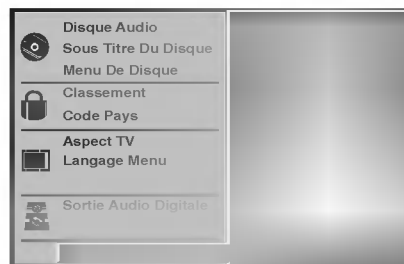 Disque Audio
Sous Titre Du Disque
Menu De Disque
Classement
Code Pays
Aspect TV
Langage Menu
Sortie Audio Digitale